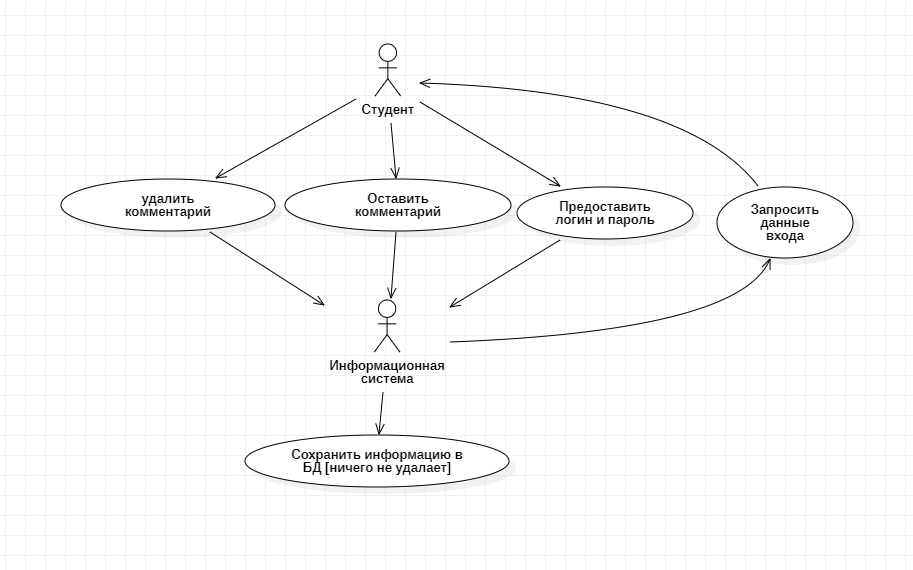 Студент
удалить
комментарий
Оставить
комментарий
Предоставить
логин и пароль
Запросить
данные
входа
Информационная
система
Сохранить информацию в
БД [ничего не удалает]